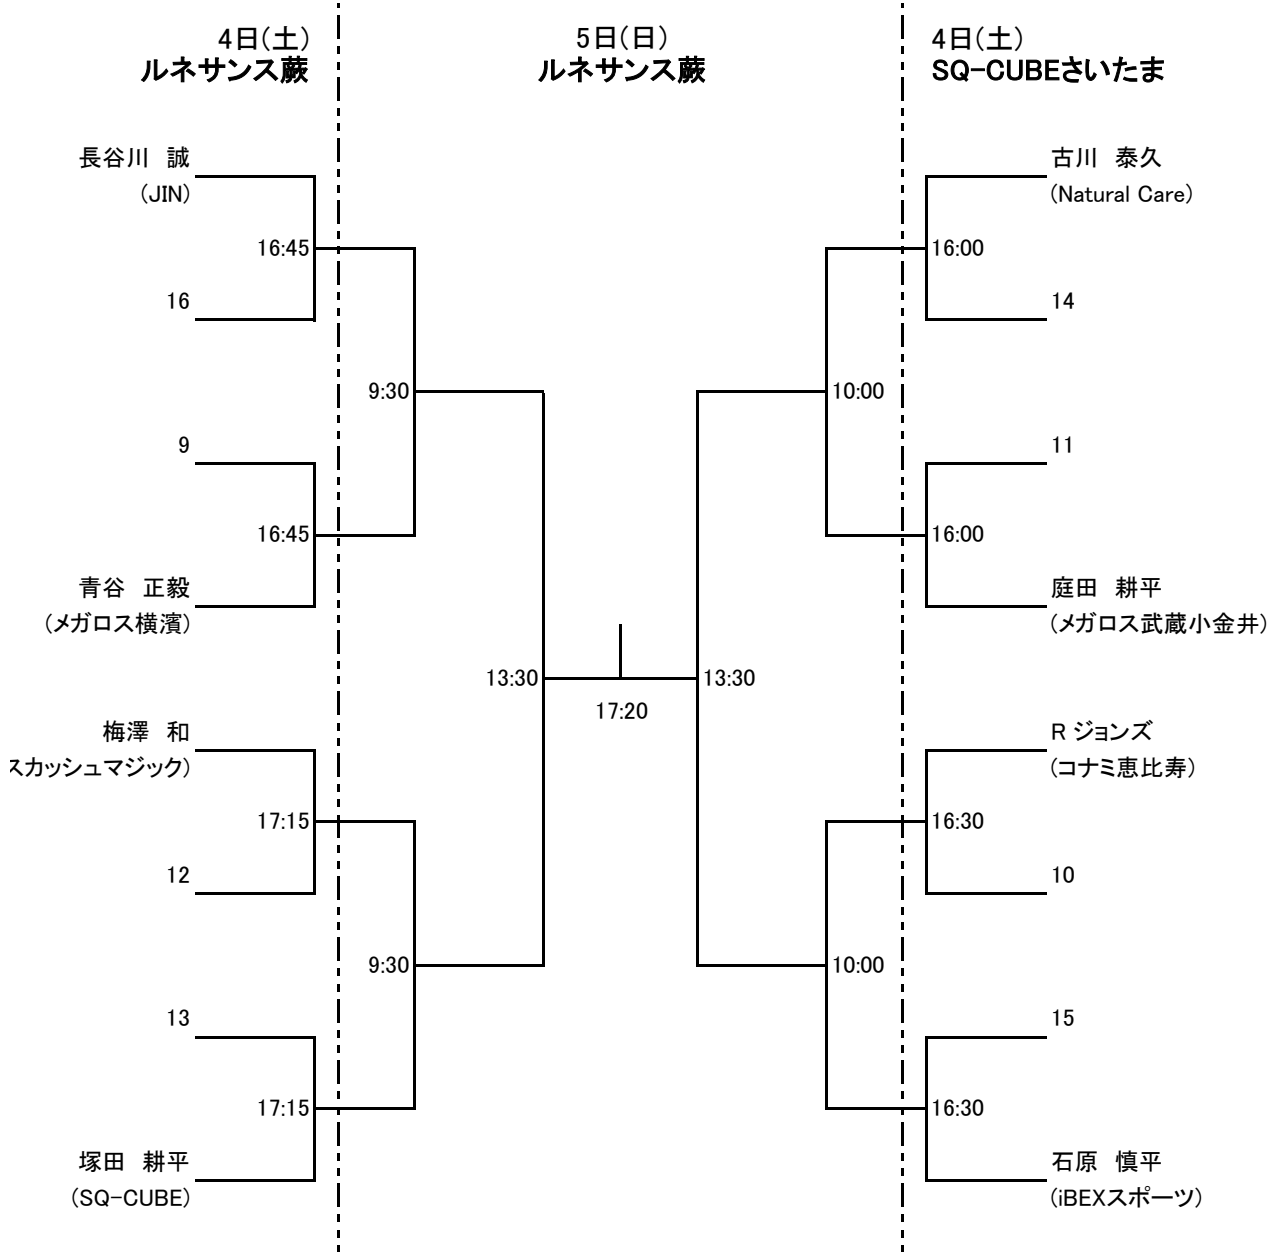 4日(土)
ルネサンス蕨
5日(日)
ルネサンス蕨
4日(土)
SQ-CUBEさいたま
長谷川 誠
(JIN)
16:45
16
9:30
9
16:45
青谷 正毅
(メガロス横濱)
13:30
梅澤 和
スカッシュマジック)
17:15
12
9:30
13
17:15
塚田 耕平
(SQ-CUBE)
17:20
古川 泰久
(Natural Care)
16:00
14
10:00
11
16:00
庭田 耕平
(メガロス武蔵小金井)
13:30
R ジョンズ
(コナミ恵比寿)
16:30
10
10:00
15
16:30
石原 慎平
(iBEXスポーツ)